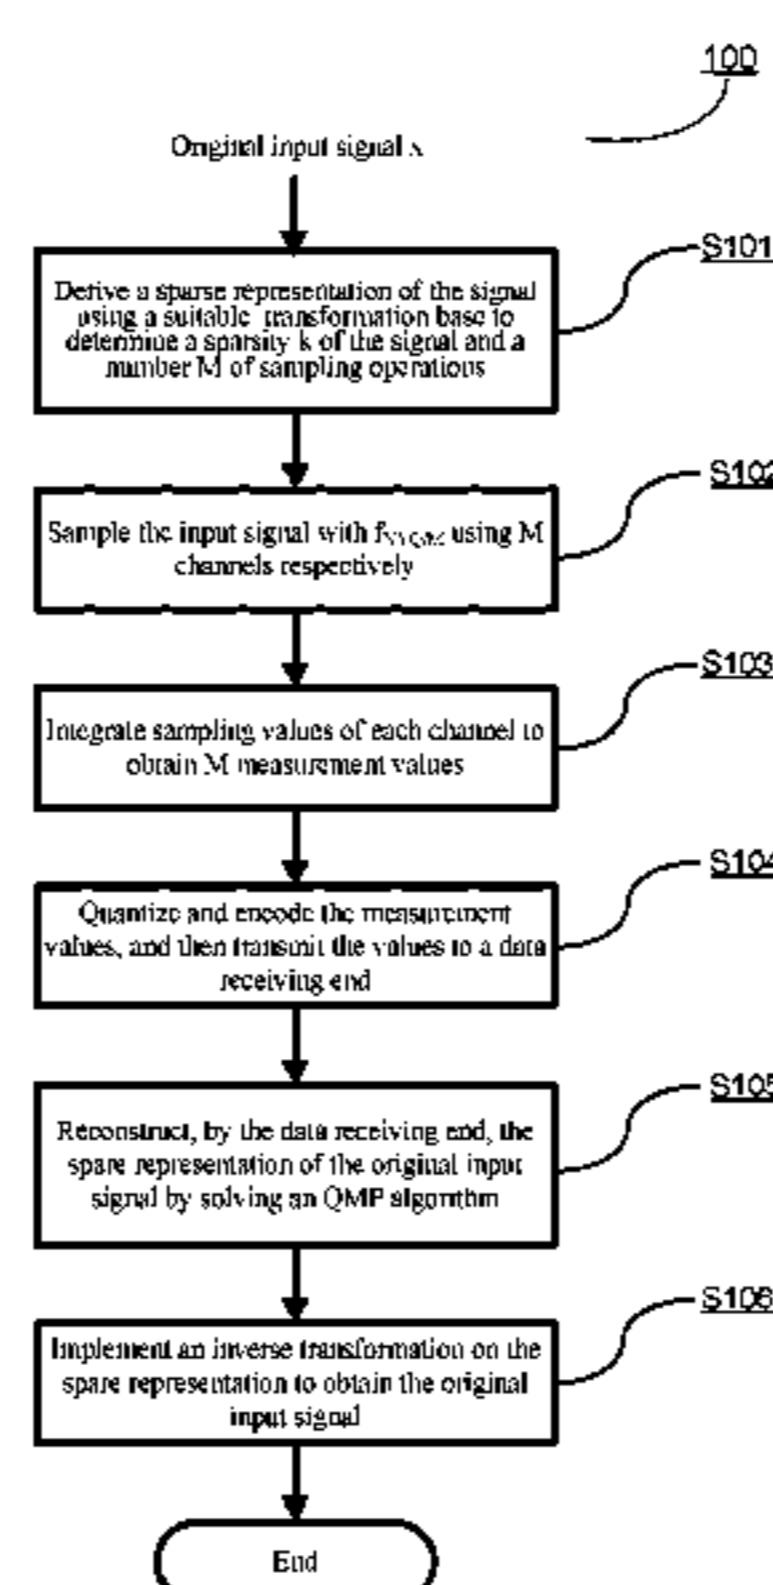 100
Original input signal x
S101
Derive a sparse representation of the signal
using a suitable transformation base to
determine a sparsity k of the signal and a
number M of sampling operations
S102
Sample the input signal with using M
channels respectively
S103
Integrate sampling values of each channel to
obtain M measurement values
S104
Quantize and encode the measurement
values, and then transmit the values to a data
receiving end
S105
Reconstruct, by the data receiving end, the
spare representation of the original input
signal by solving an QMP algorithm
S106
Implement an inverse transformation on the
spare representation to obtain the original
input signal
End